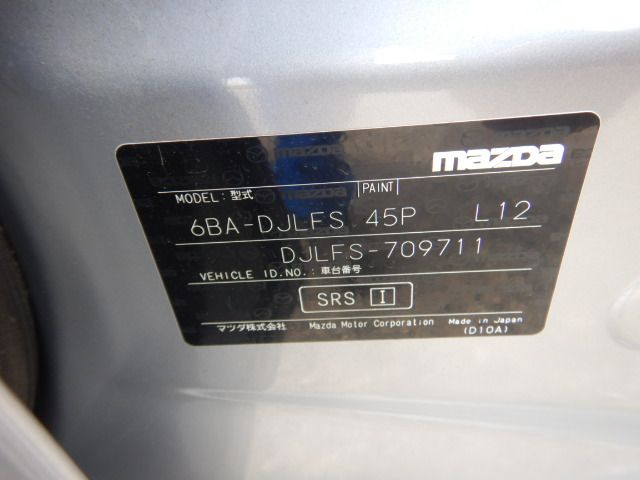 mazda
MODEL: 型式 PAINT
6BA-DJLFS 45P L12
DJLFS-709711
VEHICLE ID.NO.: 車台番号
SRS I
マツダ株式会社 Mazda Motor Corporation Made in Japan
(D10A)